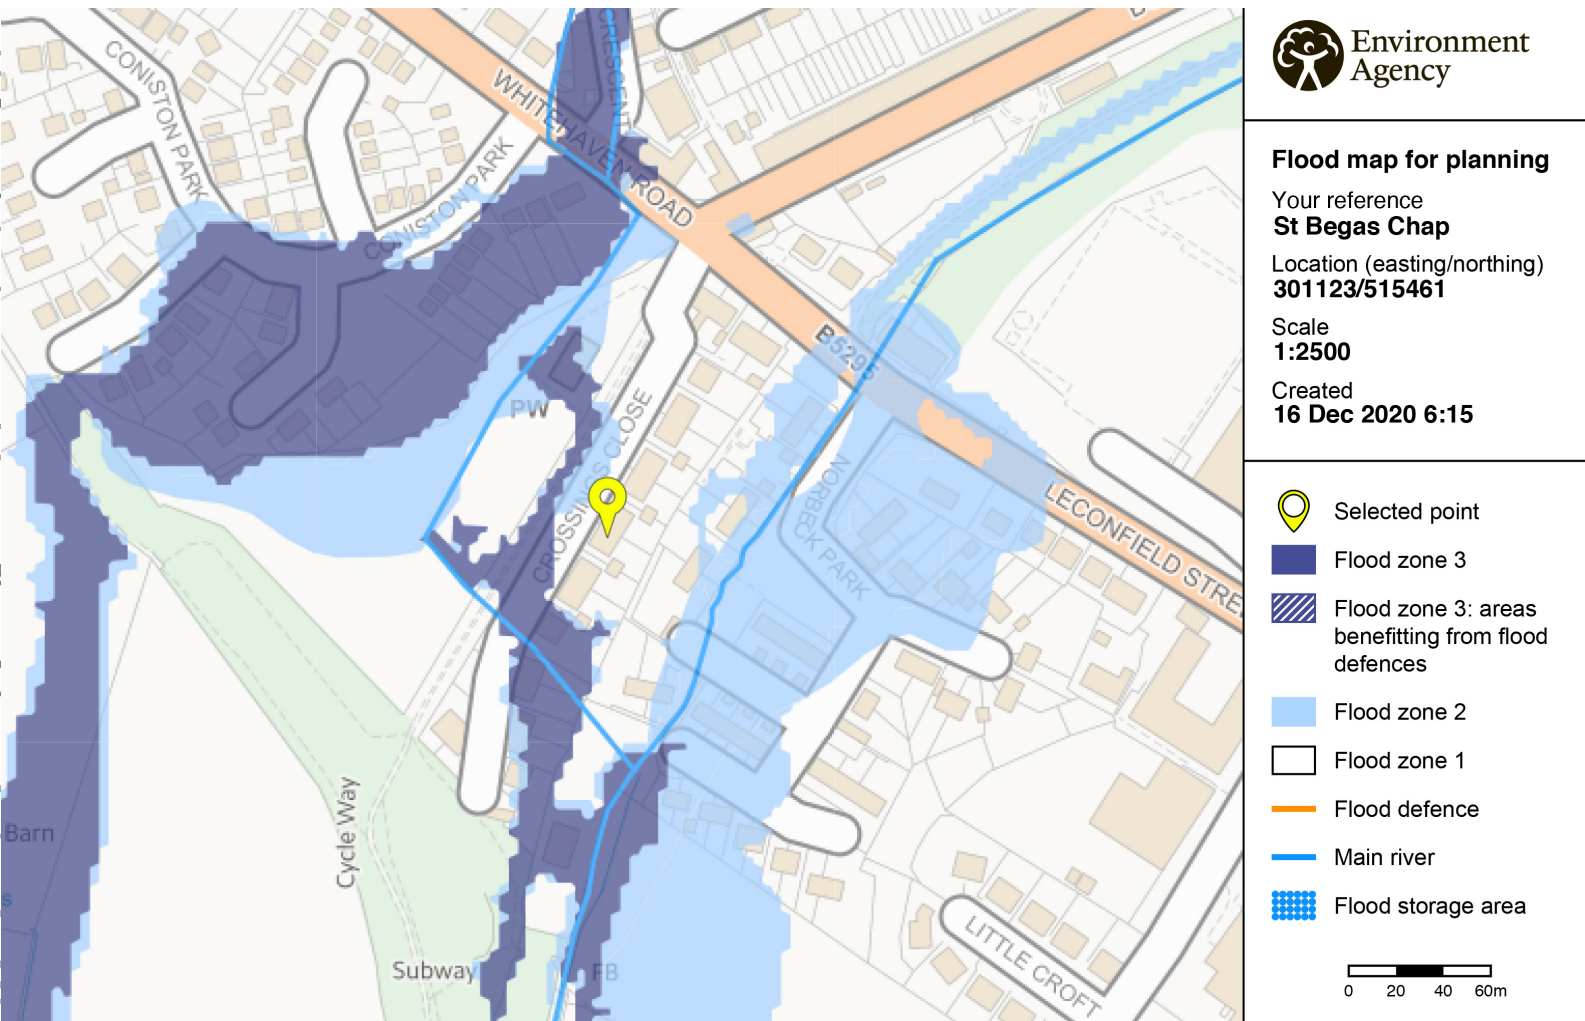 CONISTON PARK
CRESCENT
WHITEHAVEN ROAD
CONISTON PARK
B5295
PW
CROSSINGS CLOSE
NORBECK PARK
LECONFIELD STREE
Cycle Way
Barn
s
Subway
FB
LITTLE CROFT
Environment
Agency
Flood map for planning
Your reference
St Begas Chap
Location (easting/northing)
301123/515461
Scale
1:2500
Created
16 Dec 2020 6:15
Selected point
Flood zone 3
Flood zone 3: areas
benefitting from flood
defences
Flood zone 2
Flood zone 1
Flood defence
Main river
Flood storage area
0 20 40 60m